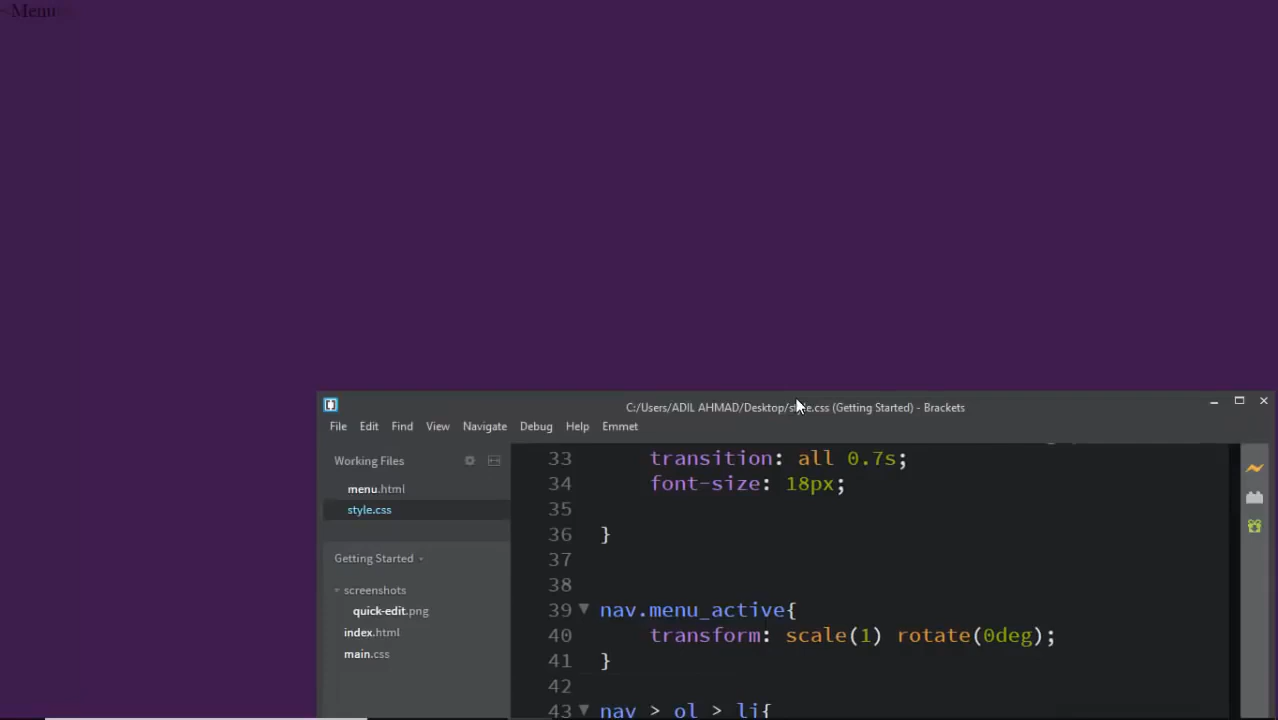 Menu
C:/Users/ADIL AHMAD/Desktop/style.css (Getting Started) - Brackets
File Edit Find View Navigate Debug Help Emmet
Working Files
menu.html
style.css
Getting Started
screenshots
quick-edit.png
index.html
main.css
33 transition: all 0.7s;
34 font-size: 18px;
35
36 }
37
38
39 nav.menu_active{
40 transform: scale(1) rotate(0deg);
41 }
42
43 nav > ol > li{